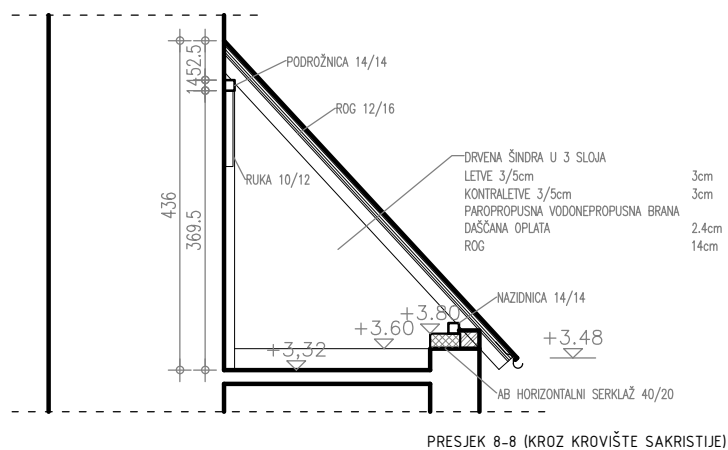 PODROŽNICA 14/14
ROG 12/16
52.5
14
436
369.5
RUKA 10/12
DRVENA ŠINDRA U 3 SLOJA
LETVE 3/5cm 3cm
KONTRALETVE 3/5cm 3cm
PAROPROPUSNA VODONEPROPUSNA BRANA
DAŠČANA OPLATA 2.4cm
ROG 14cm
NAZIDNICA 14/14
+3.80
+3.60
+3.48
+3,32
AB HORIZONTALNI SERKLAŽ 40/20
PRESJEK 8-8 (KROZ KROVIŠTE SAKRISTIJE)